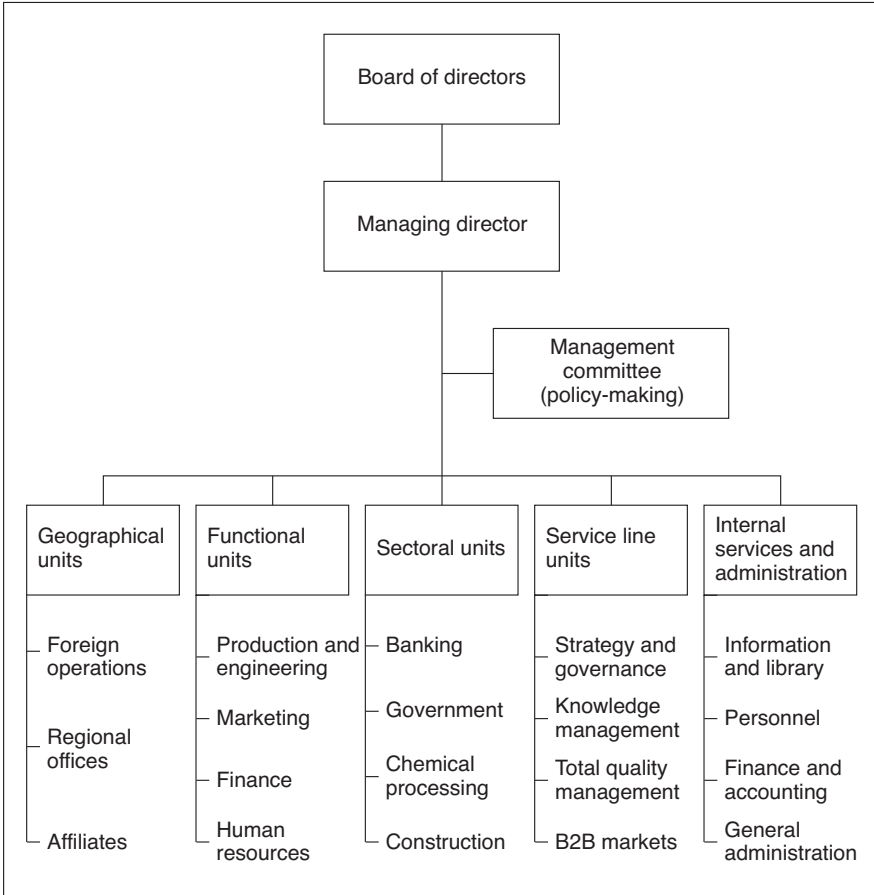 Board of directors
Managing director
Management
committee
(policy-making)
Geographical
units
Functional
units
Sectoral units
Service line
units
Internal
services and
administration
Foreign
operations
Regional
offices
Affiliates
Production and
engineering
Marketing
Finance
Human
resources
Banking
Government
Chemical
processing
Construction
Strategy and
governance
Knowledge
management
Total quality
management
B2B markets
Information
and library
Personnel
Finance and
accounting
General
administration